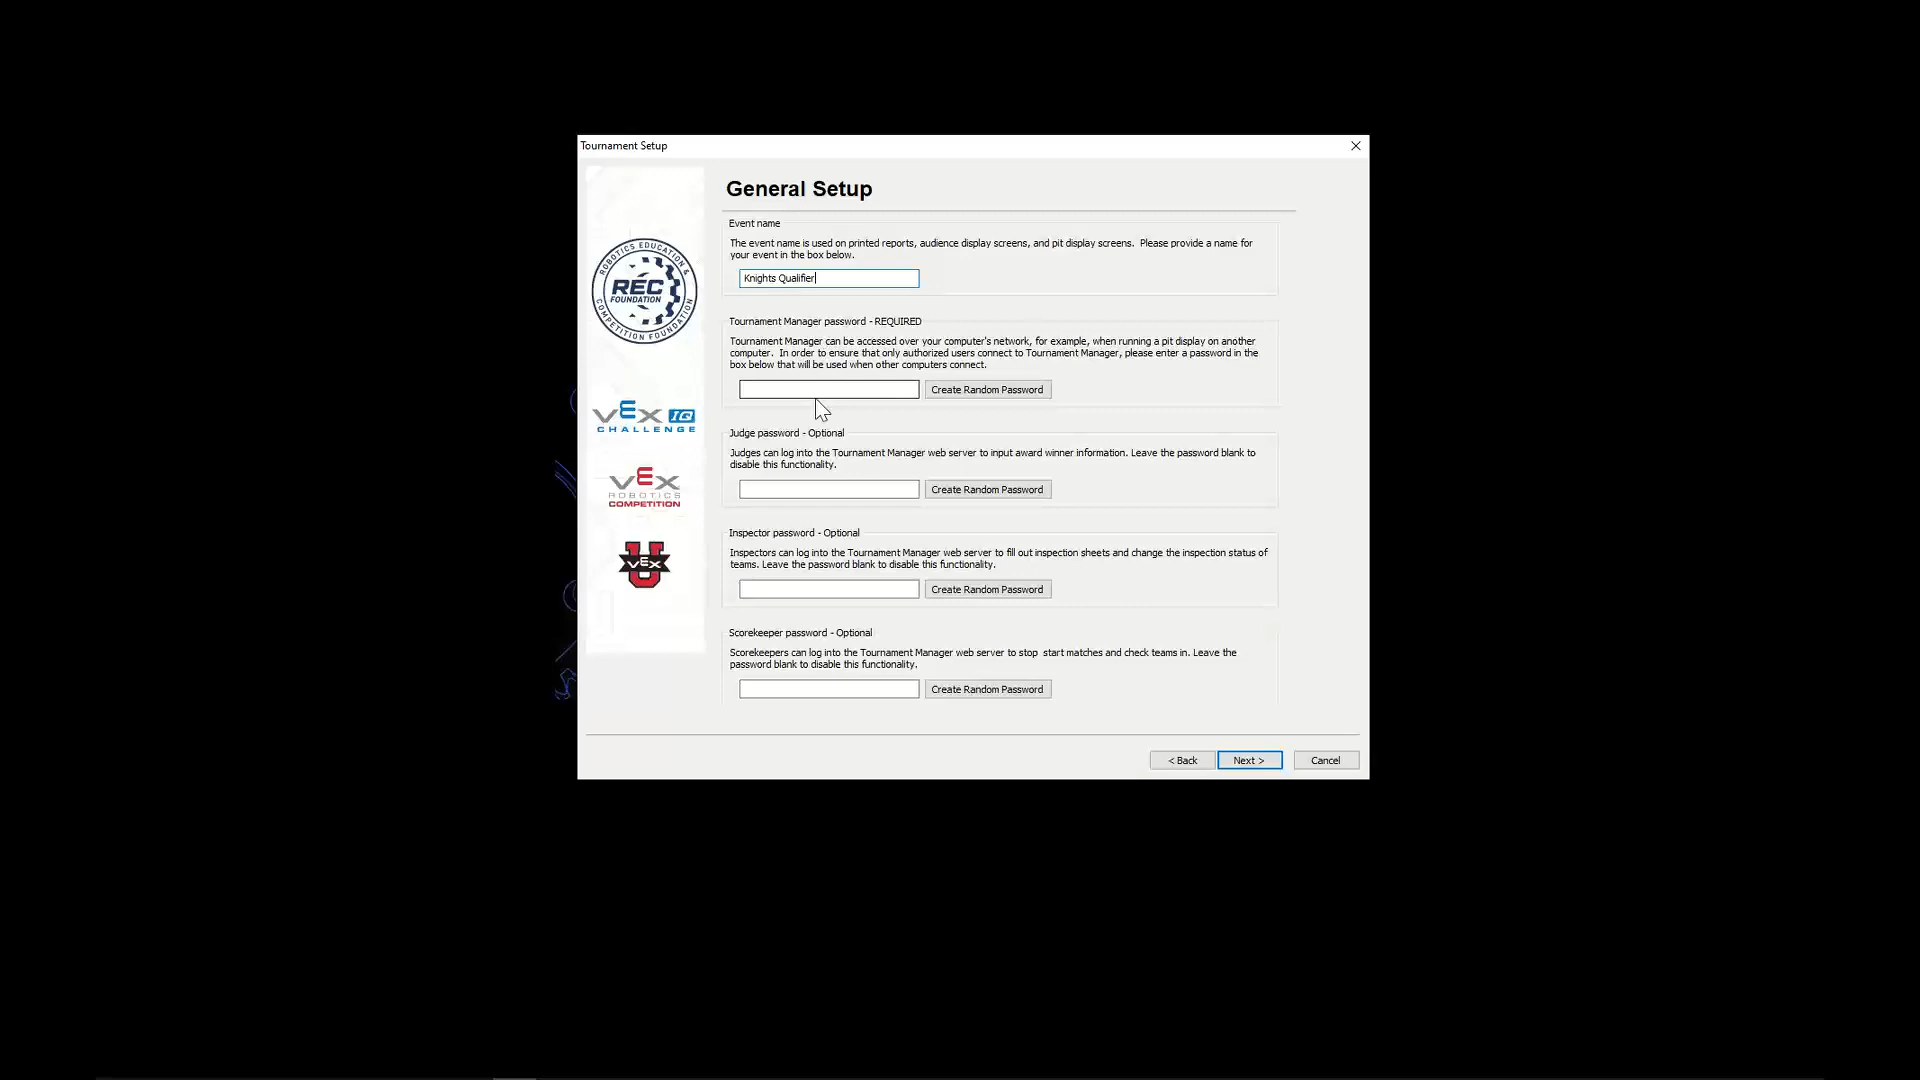 Tournament Setup
General Setup
Event name
The event name is used on printed reports, audience display screens, and pit display screens. Please provide a name for
your event in the box below.
Knights Qualifier
Tournament Manager password - REQUIRED
Tournament Manager can be accessed over your computer's network, for example, when running a pit display on another
computer. In order to ensure that only authorized users connect to Tournament Manager, please enter a password in the
box below that will be used when other computers connect.
Create Random Password
Judge password - Optional
Judges can log into the Tournament Manager web server to input award winner information. Leave the password blank to
disable this functionality.
Create Random Password
Inspector password - Optional
Inspectors can log into the Tournament Manager web server to fill out inspection sheets and change the inspection status of
teams. Leave the password blank to disable this functionality.
Create Random Password
Scorekeeper password - Optional
Scorekeepers can log into the Tournament Manager web server to stop start matches and check teams in. Leave the
password blank to disable this functionality.
Create Random Password
ROBOTICS EDUCATION &
REC
FOUNDATION
COMPETITION FOUNDATION
VEX IQ
CHALLENGE
VEX
ROBOTICS
COMPETITION
VEX
U
< Back
Next >
Cancel